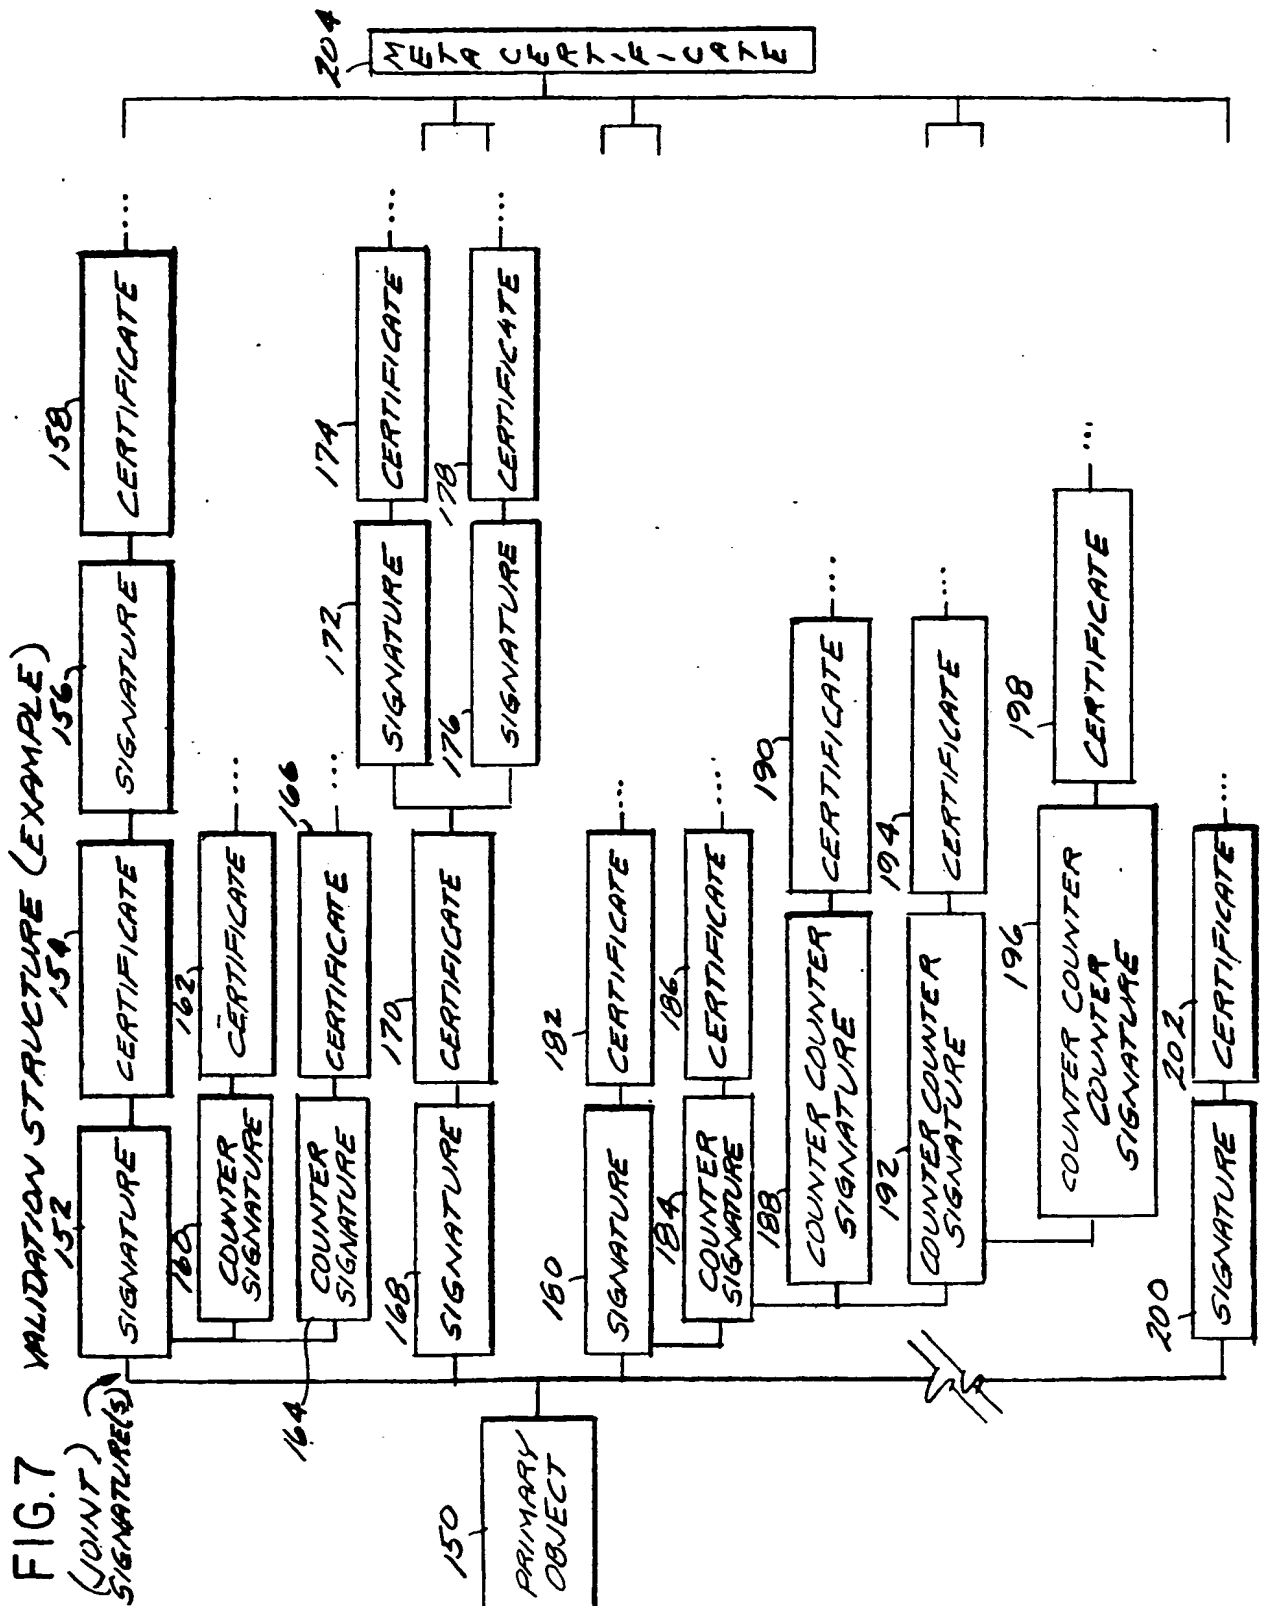 FIG.7
VALIDATION STRUCTURE (EXAMPLE)
(JOINT)
SIGNATURE(S)
152
SIGNATURE
154
CERTIFICATE
156
SIGNATURE
158
CERTIFICATE
....
160
COUNTER
SIGNATURE
162
CERTIFICATE
....
164
COUNTER
SIGNATURE
166
CERTIFICATE
....
168
SIGNATURE
170
CERTIFICATE
172
SIGNATURE
174
CERTIFICATE
....
176
SIGNATURE
178
CERTIFICATE
....
150
PRIMARY
OBJECT
180
SIGNATURE
182
CERTIFICATE
....
184
COUNTER
SIGNATURE
186
CERTIFICATE
....
188
COUNTER COUNTER
SIGNATURE
190
CERTIFICATE
....
192
COUNTER COUNTER
SIGNATURE
194
CERTIFICATE
....
196
COUNTER COUNTER
COUNTER
SIGNATURE
198
CERTIFICATE
....
200
SIGNATURE
202
CERTIFICATE
....
204
META CERTIFICATE